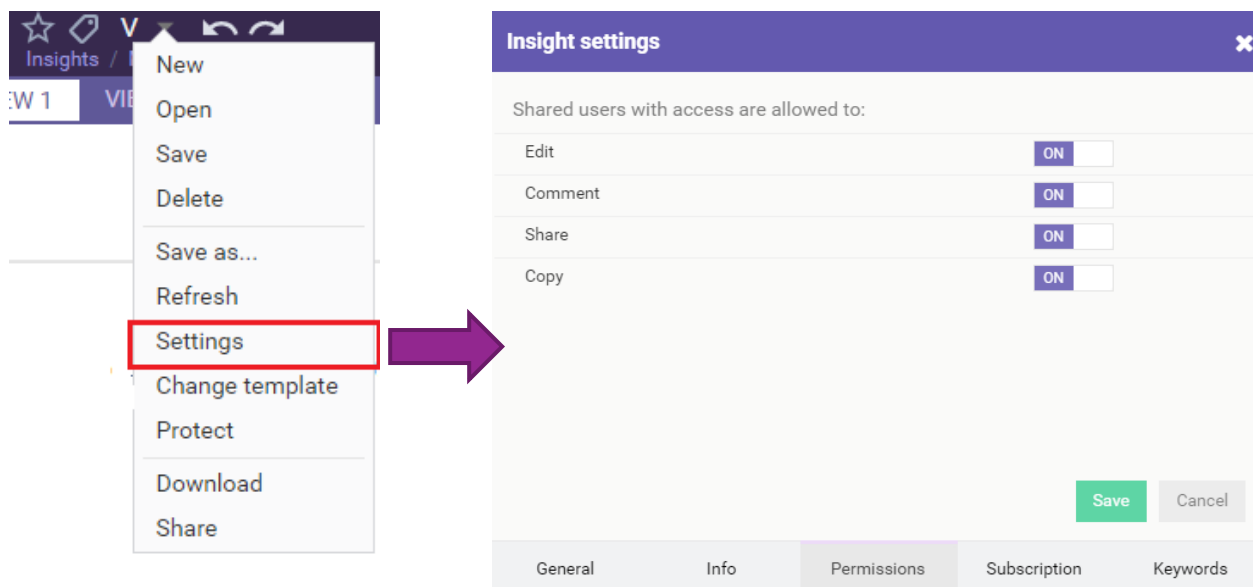 V
Insights /
EW 1 VIE
New
Open
Save
Delete
Save as...
Refresh
Settings
Change template
Protect
Download
Share
Insight settings
Shared users with access are allowed to:
Edit ON
Comment ON
Share ON
Copy ON
Save Cancel
General Info Permissions Subscription Keywords